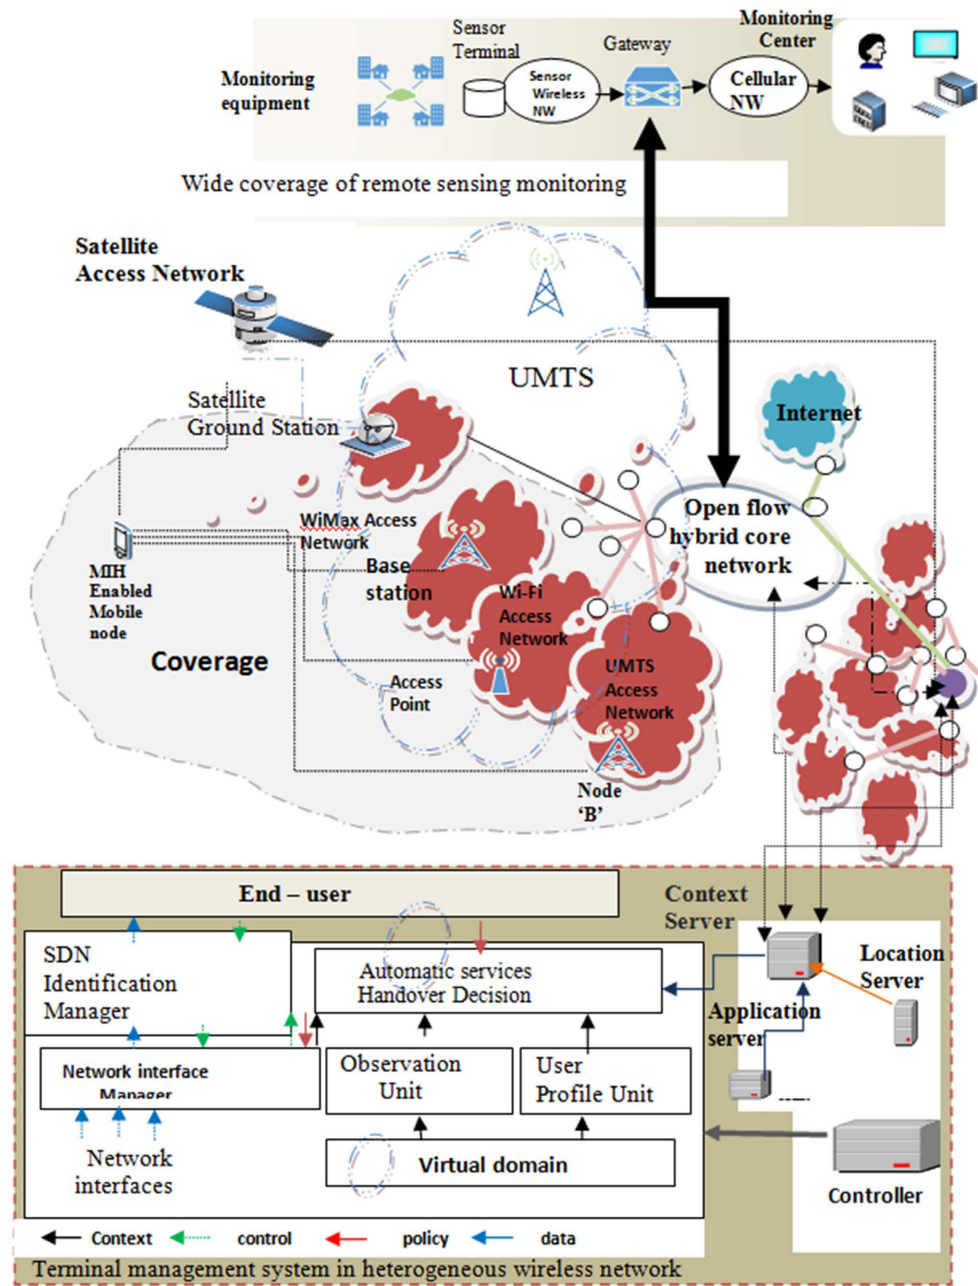 Monitoring
Center
Sensor
Terminal
Gateway
Monitoring
equipment
Sensor
Wireless
NW
Cellular
NW
Wide coverage of remote sensing monitoring
Satellite
Access Network
UMTS
Satellite
Ground Station
Internet
WiMax Access
Network
Open flow
hybrid core
network
MIH
Enabled
Mobile
node
Base
station
Wi-Fi
Access
Network
Coverage
Access
Point
UMTS
Access
Network
Node
‘B’
End – user
Context
Server
SDN
Identification
Manager
Automatic services
Handover Decision
Location
Server
Application
server
Network interface
Manager
Observation
Unit
User
Profile Unit
Network
interfaces
Virtual domain
Controller
Context control policy data
Terminal management system in heterogeneous wireless network